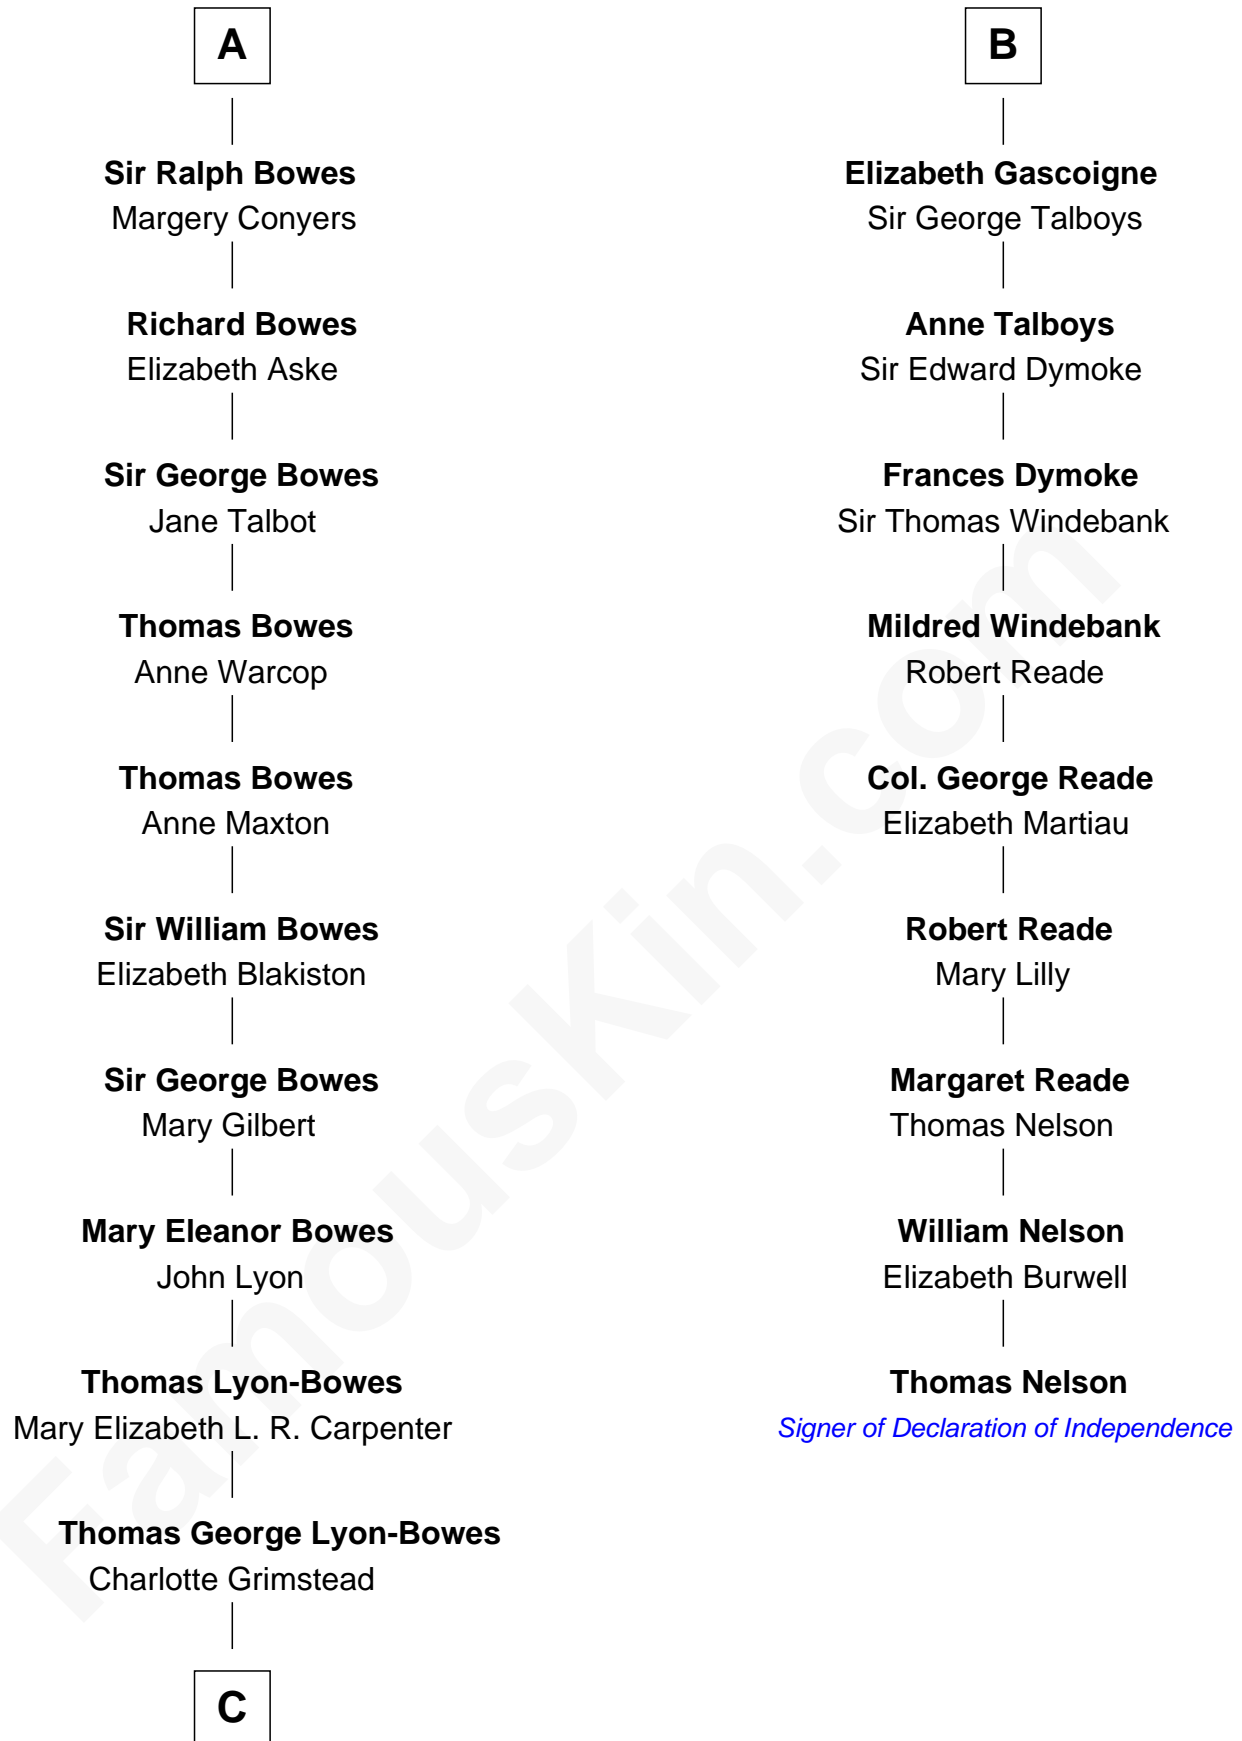 A
Sir Ralph Bowes
Margery Conyers
Richard Bowes
Elizabeth Aske
Sir George Bowes
Jane Talbot
Thomas Bowes
Anne Warcop
Thomas Bowes
Anne Maxton
Sir William Bowes
Elizabeth Blakiston
Sir George Bowes
Mary Gilbert
Mary Eleanor Bowes
John Lyon
Thomas Lyon-Bowes
Mary Elizabeth L. R. Carpenter
Thomas George Lyon-Bowes
Charlotte Grimstead
C
B
Elizabeth Gascoigne
Sir George Talboys
Anne Talboys
Sir Edward Dymoke
Frances Dymoke
Sir Thomas Windebank
Mildred Windebank
Robert Reade
Col. George Reade
Elizabeth Martiau
Robert Reade
Mary Lilly
Margaret Reade
Thomas Nelson
William Nelson
Elizabeth Burwell
Thomas Nelson
Signer of Declaration of Independence
FamousKin.com